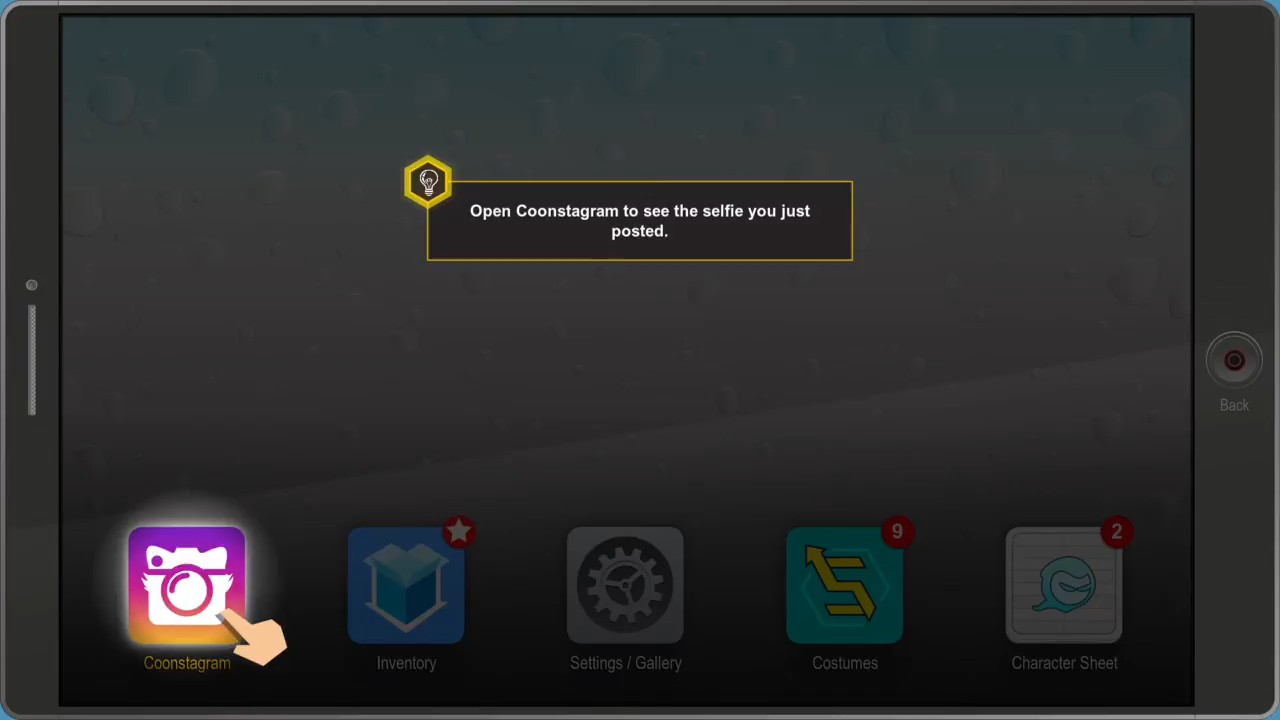 Open Coonstagram to see the selfie you just
posted.
Back
9
2
Coonstagram
Inventory
Settings / Gallery
Costumes
Character Sheet